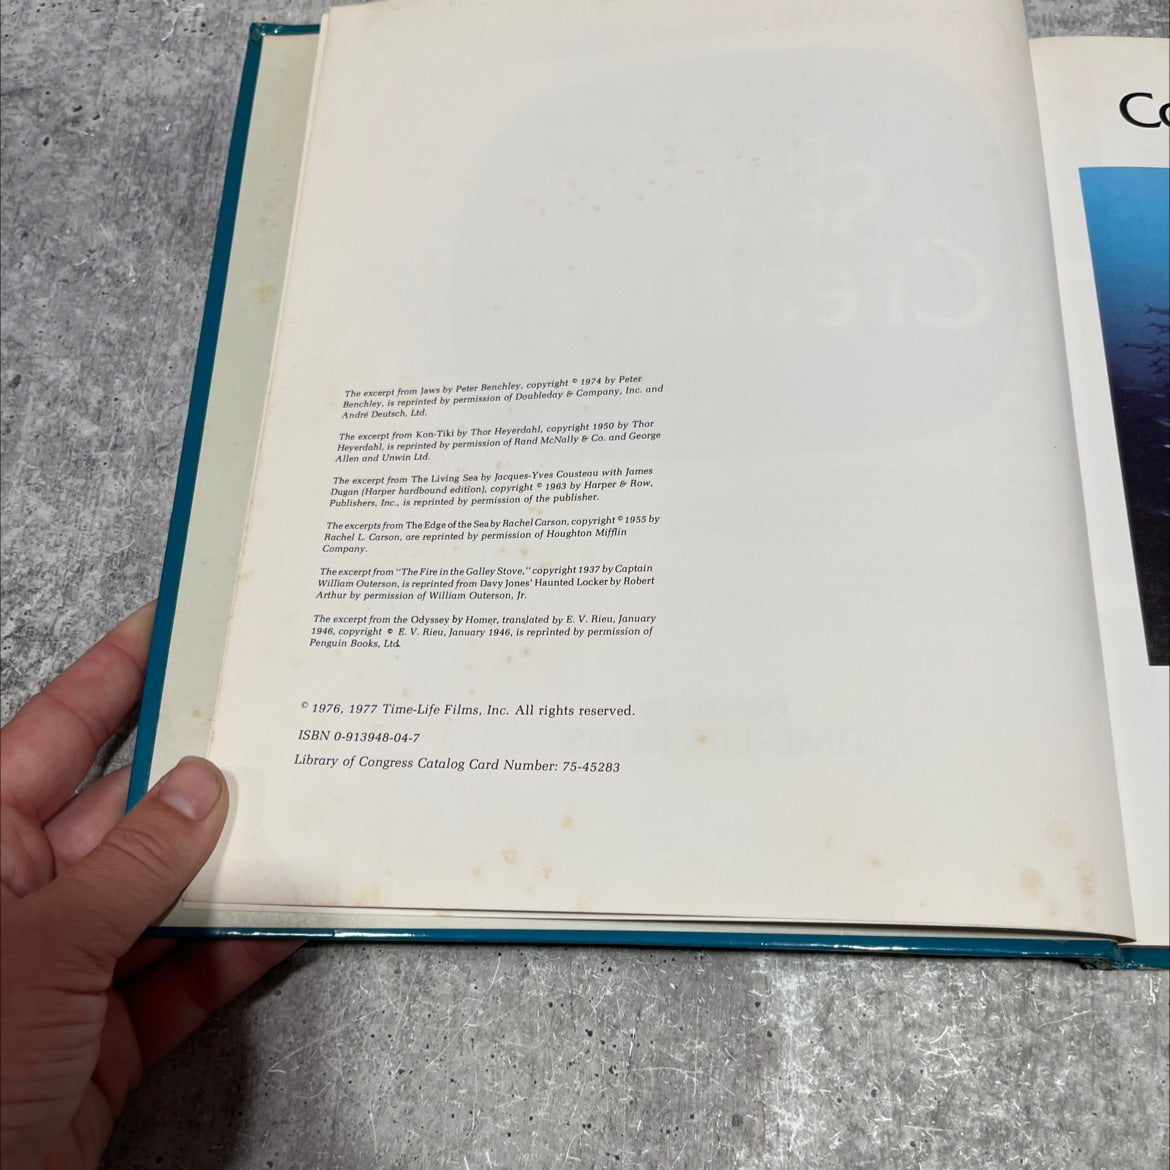 The excerpt from Jaws by Peter Benchley, copyright © 1974 by Peter
Benchley, is reprinted by permission of Doubleday & Company, Inc. and
André Deutsch, Ltd.
The excerpt from Kon-Tiki by Thor Heyerdahl, copyright 1950 by Thor
Heyerdahl, is reprinted by permission of Rand McNally & Co. and George
Allen and Unwin Ltd.
The excerpt from The Living Sea by Jacques-Yves Cousteau with James
Dugan (Harper hardbound edition), copyright © 1963 by Harper & Row,
Publishers, Inc., is reprinted by permission of the publisher.
The excerpts from The Edge of the Sea by Rachel Carson, copyright © 1955 by
Rachel L. Carson, are reprinted by permission of Houghton Mifflin
Company.
The excerpt from "The Fire in the Galley Stove," copyright 1937 by Captain
William Outerson, is reprinted from Davy Jones' Haunted Locker by Robert
Arthur by permission of William Outerson, Jr.
The excerpt from the Odyssey by Homer, translated by E. V. Rieu, January
1946, copyright © E. V. Rieu, January 1946, is reprinted by permission of
Penguin Books, Ltd.
© 1976, 1977 Time-Life Films, Inc. All rights reserved.
ISBN 0-913948-04-7
Library of Congress Catalog Card Number: 75-45283